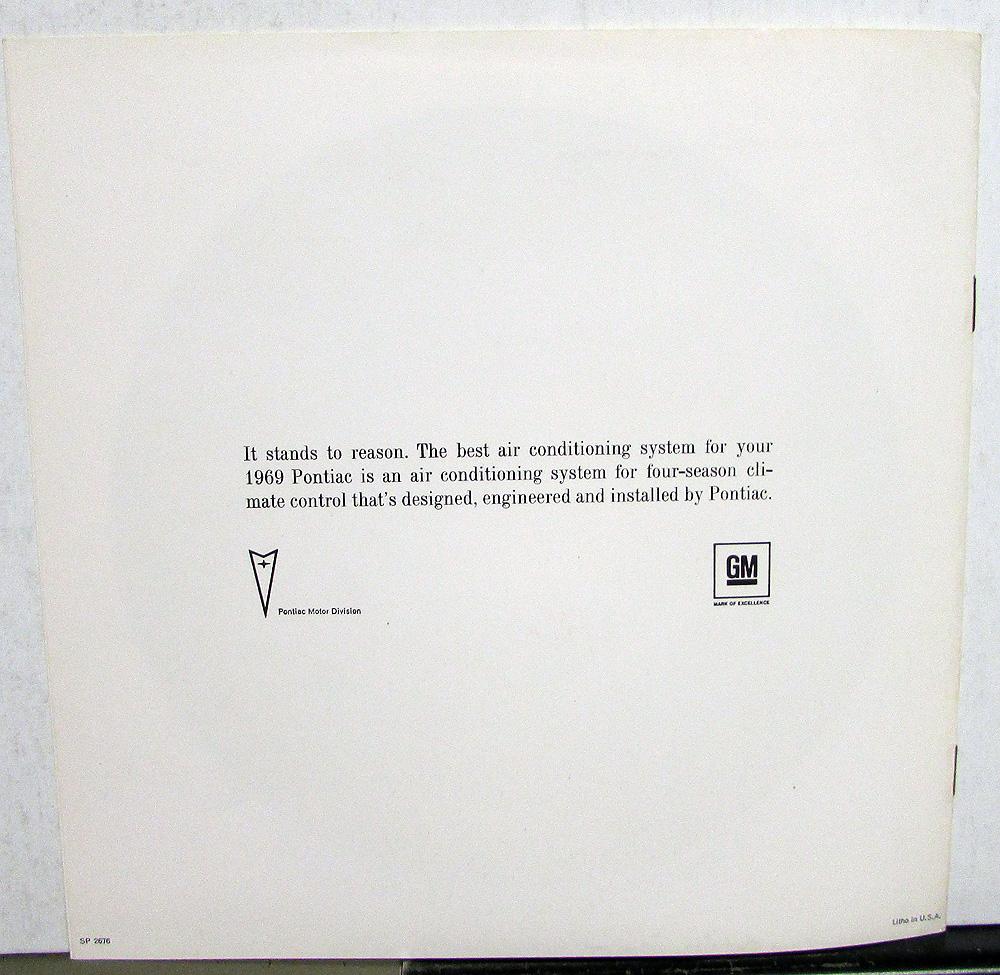 It stands to reason. The best air conditioning system for your
1969 Pontiac is an air conditioning system for four-season cli-
mate control that's designed, engineered and installed by Pontiac.
Pontiac Motor Division
GM
MARK OF EXCELLENCE
SP 2676
Litho in U.S.A.